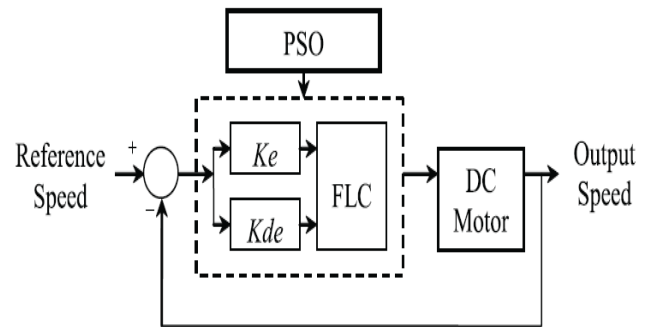 PSO
Reference
Speed
+
−
Ke
Kde
FLC
DC
Motor
Output
Speed